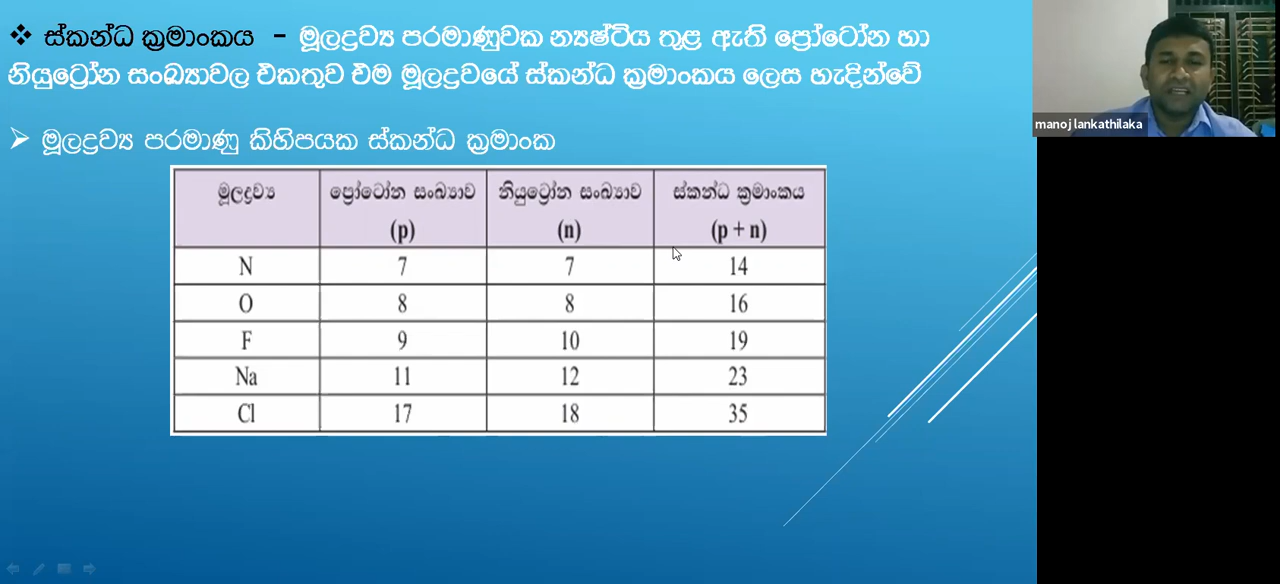 ❖ ස්කන්ධ ක්‍රමාංකය - මූලද්‍රව්‍ය පරමාණුවක න්‍යෂ්ටිය තුළ ඇති ප්‍රෝටෝන හා
නියුට්‍රෝන සංඛ්‍යාවල එකතුව එම මූලද්‍රවයේ ස්කන්ධ ක්‍රමාංකය ලෙස හැදින්වේ
manoj lankathilaka
➢ මූලද්‍රව්‍ය පරමාණු කිහිපයක ස්කන්ධ ක්‍රමාංක
මූලද්‍රව්‍ය ප්‍රෝටෝන සංඛ්‍යාව නියුට්‍රෝන සංඛ්‍යාව ස්කන්ධ ක්‍රමාංකය
(p) (n) (p + n)
N 7 7 14
O 8 8 16
F 9 10 19
Na 11 12 23
Cl 17 18 35